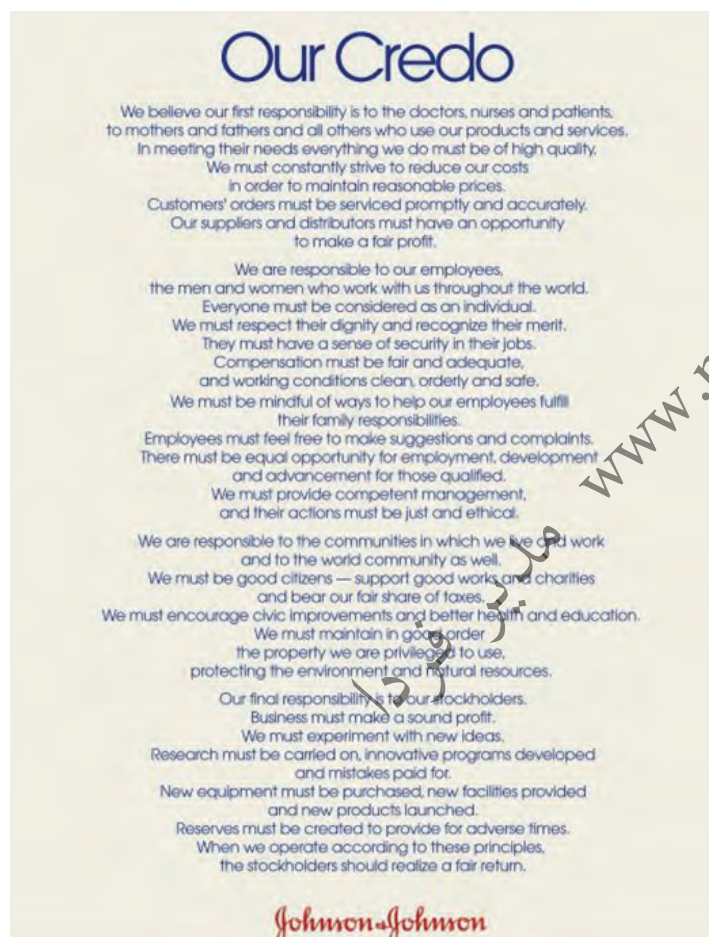 Our Credo
We believe our first responsibility is to the doctors, nurses and patients,
to mothers and fathers and all others who use our products and services.
In meeting their needs everything we do must be of high quality.
We must constantly strive to reduce our costs
in order to maintain reasonable prices.
Customers' orders must be serviced promptly and accurately.
Our suppliers and distributors must have an opportunity
to make a fair profit.
We are responsible to our employees,
the men and women who work with us throughout the world.
Everyone must be considered as an individual.
We must respect their dignity and recognize their merit.
They must have a sense of security in their jobs.
Compensation must be fair and adequate,
and working conditions clean, orderly and safe.
We must be mindful of ways to help our employees fulfill
their family responsibilities.
Employees must feel free to make suggestions and complaints.
There must be equal opportunity for employment, development
and advancement for those qualified.
We must provide competent management,
and their actions must be just and ethical.
We are responsible to the communities in which we live and work
and to the world community as well.
We must be good citizens — support good works and charities
and bear our fair share of taxes.
We must encourage civic improvements and better health and education.
We must maintain in good order
the property we are privileged to use,
protecting the environment and natural resources.
Our final responsibility is to our stockholders.
Business must make a sound profit.
We must experiment with new ideas.
Research must be carried on, innovative programs developed
and mistakes paid for.
New equipment must be purchased, new facilities provided
and new products launched.
Reserves must be created to provide for adverse times.
When we operate according to these principles,
the stockholders should realize a fair return.
Johnson & Johnson
مدیر فردا www.